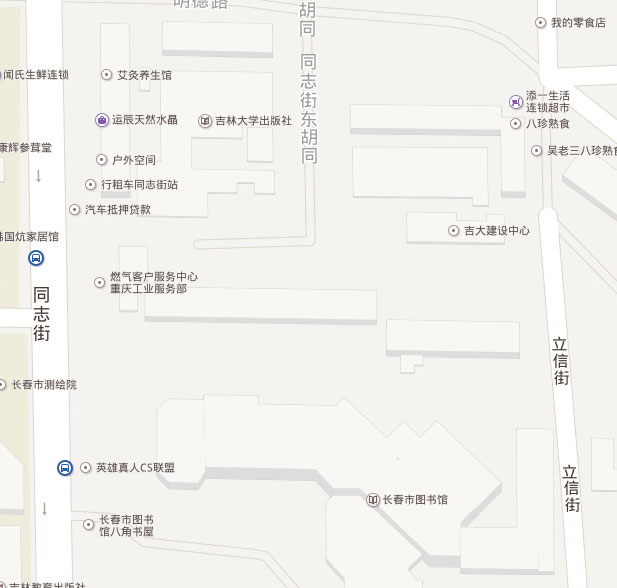 明德路
胡同
同志街东胡同
我的零食店
闻氏生鲜连锁
艾灸养生馆
添一生活
连锁超市
运辰天然水晶
吉林大学出版社
八珍熟食
康辉参茸堂
户外空间
吴老三八珍熟食
行租车同志街站
汽车抵押贷款
韩国炕家居馆
吉大建设中心
燃气客户服务中心
重庆工业服务部
同志街
立信街
长春市测绘院
英雄真人CS联盟
立信街
长春市图书馆
长春市图书
馆八角书屋
吉林教育出版社